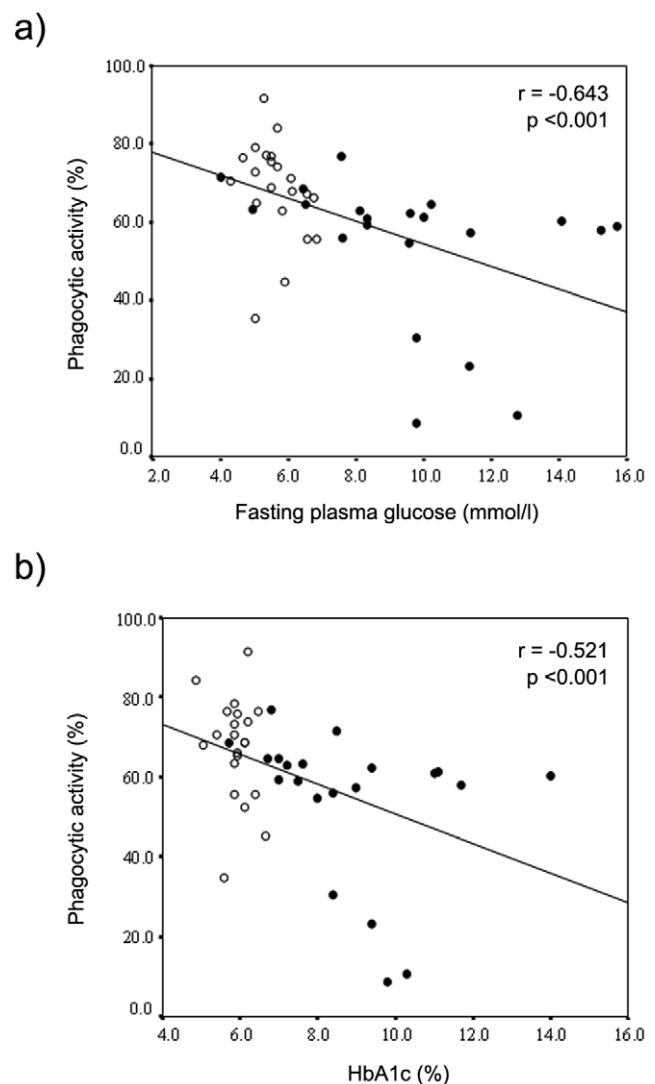 a)
r = -0.643
p <0.001
Phagocytic activity (%)
100.0
80.0
60.0
40.0
20.0
0.0
2.0 4.0 6.0 8.0 10.0 12.0 14.0 16.0
Fasting plasma glucose (mmol/l)
b)
r = -0.521
p <0.001
Phagocytic activity (%)
100.0
80.0
60.0
40.0
20.0
0.0
4.0 6.0 8.0 10.0 12.0 14.0 16.0
HbA1c (%)